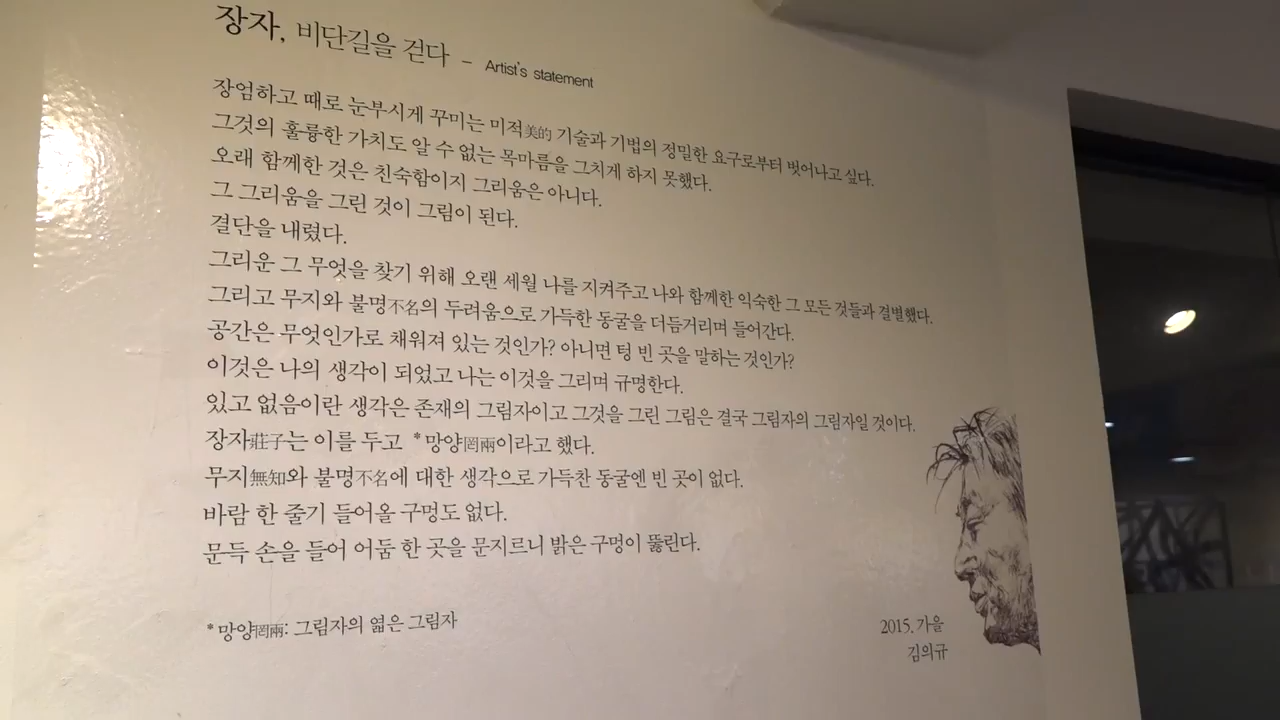 장자, 비단길을 걷다 - Artist's statement
장엄하고 때로 눈부시게 꾸미는 미적美的 기술과 기법의 정밀한 요구로부터 벗어나고 싶다.
그것의 훌륭한 가치도 알 수 없는 목마름을 그치게 하지 못했다.
오래 함께한 것은 친숙함이지 그리움은 아니다.
그 그리움을 그린 것이 그림이 된다.
결단을 내렸다.
그리운 그 무엇을 찾기 위해 오랜 세월 나를 지켜주고 나와 함께한 익숙한 그 모든 것들과 결별했다.
그리고 무지와 불명不名의 두려움으로 가득한 동굴을 더듬거리며 들어간다.
공간은 무엇인가로 채워져 있는 것인가? 아니면 텅 빈 곳을 말하는 것인가?
이것은 나의 생각이 되었고 나는 이것을 그리며 규명한다.
있고 없음이란 생각은 존재의 그림자이고 그것을 그린 그림은 결국 그림자의 그림자일 것이다.
장자莊子는 이를 두고 *망양罔兩이라고 했다.
무지無知와 불명不名에 대한 생각으로 가득찬 동굴엔 빈 곳이 없다.
바람 한 줄기 들어올 구멍도 없다.
문득 손을 들어 어둠 한 곳을 문지르니 밝은 구멍이 뚫린다.
*망양罔兩: 그림자의 엷은 그림자
2015. 가을
김의규